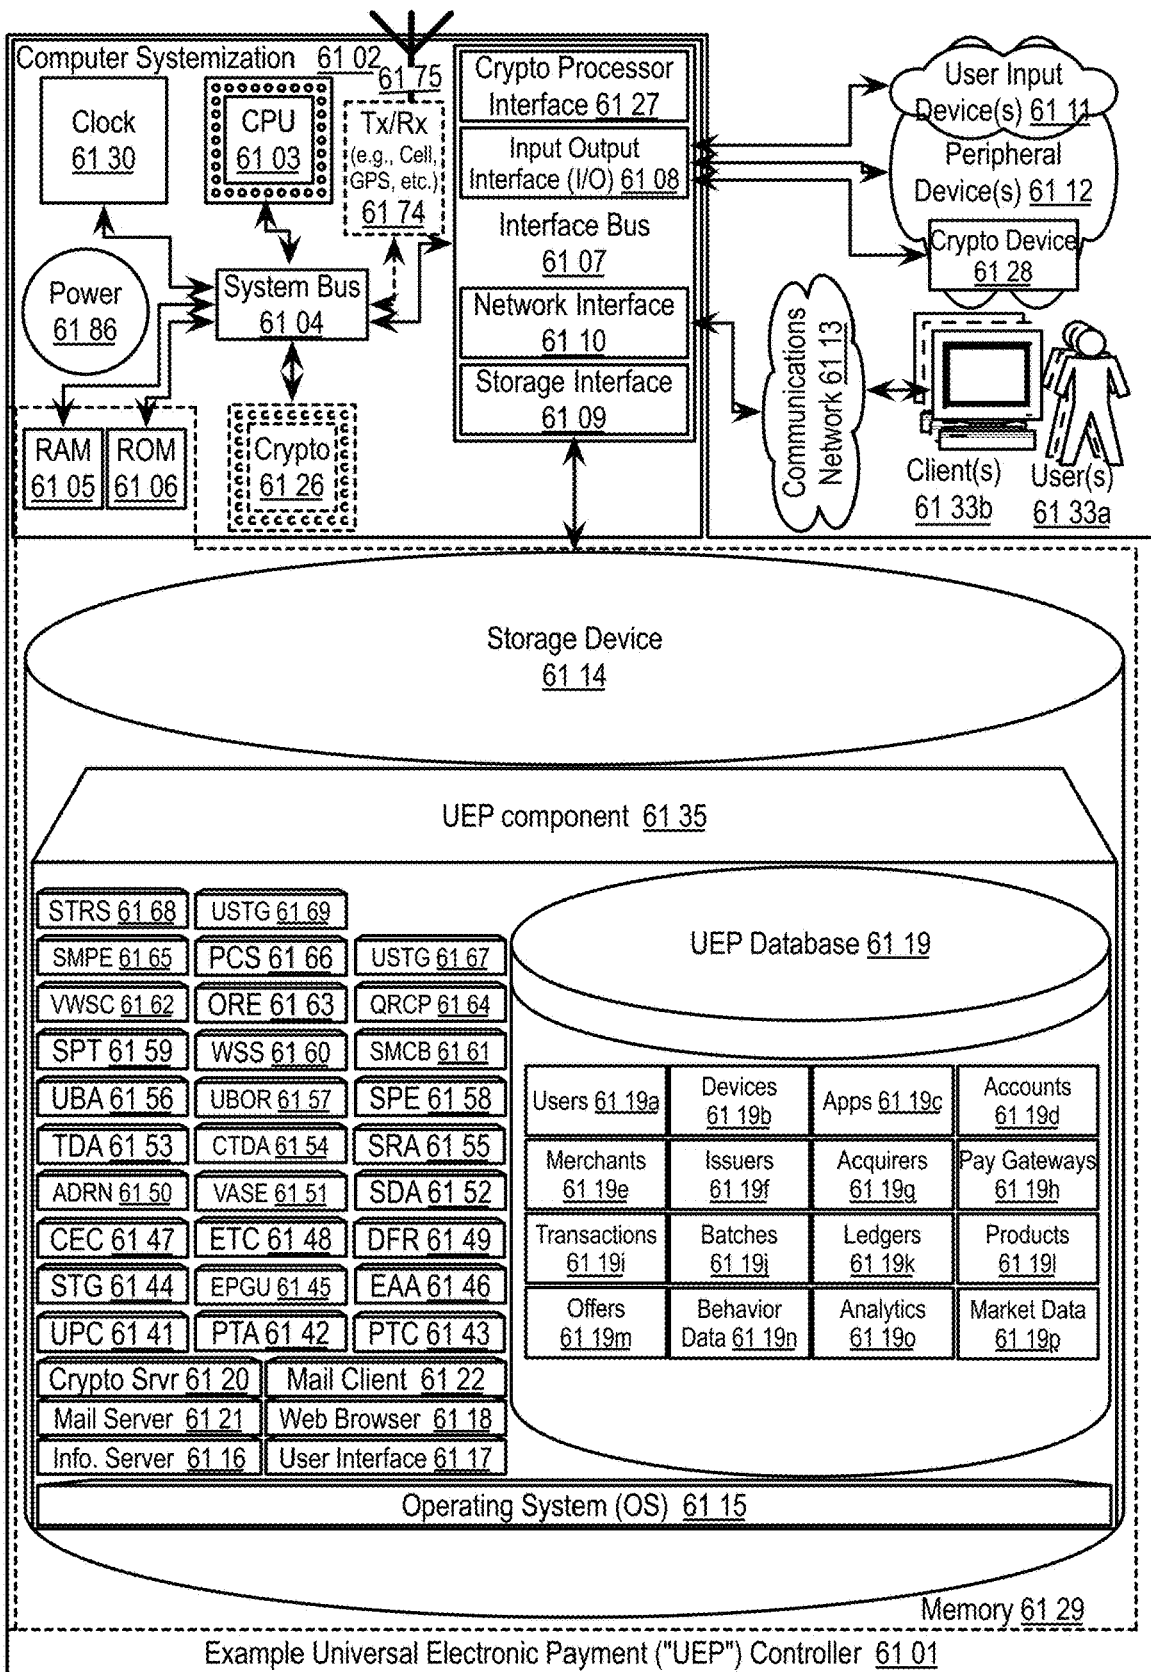 Computer Systemization 61 02
61 75
Clock
61 30
CPU
61 03
Tx/Rx
(e.g., Cell,
GPS, etc.)
61 74
Power
61 86
System Bus
61 04
RAM
61 05
ROM
61 06
Crypto
61 26
Crypto Processor
Interface 61 27
Input Output
Interface (I/O) 61 08
Interface Bus
61 07
Network Interface
61 10
Storage Interface
61 09
User Input
Device(s) 61 11
Peripheral
Device(s) 61 12
Crypto Device
61 28
Communications
Network 61 13
Client(s)
61 33b
User(s)
61 33a
Storage Device
61 14
UEP component 61 35
STRS 61 68
USTG 61 69
SMPE 61 65
PCS 61 66
USTG 61 67
VWSC 61 62
ORE 61 63
QRCP 61 64
SPT 61 59
WSS 61 60
SMCB 61 61
UBA 61 56
UBOR 61 57
SPE 61 58
TDA 61 53
CTDA 61 54
SRA 61 55
ADRN 61 50
VASE 61 51
SDA 61 52
CEC 61 47
ETC 61 48
DFR 61 49
STG 61 44
EPGU 61 45
EAA 61 46
UPC 61 41
PTA 61 42
PTC 61 43
Crypto Srvr 61 20
Mail Client 61 22
Mail Server 61 21
Web Browser 61 18
Info. Server 61 16
User Interface 61 17
UEP Database 61 19
Users 61 19a
Devices
61 19b
Apps 61 19c
Accounts
61 19d
Merchants
61 19e
Issuers
61 19f
Acquirers
61 19g
Pay Gateways
61 19h
Transactions
61 19i
Batches
61 19j
Ledgers
61 19k
Products
61 19l
Offers
61 19m
Behavior
Data 61 19n
Analytics
61 19o
Market Data
61 19p
Operating System (OS) 61 15
Memory 61 29
Example Universal Electronic Payment ("UEP") Controller 61 01